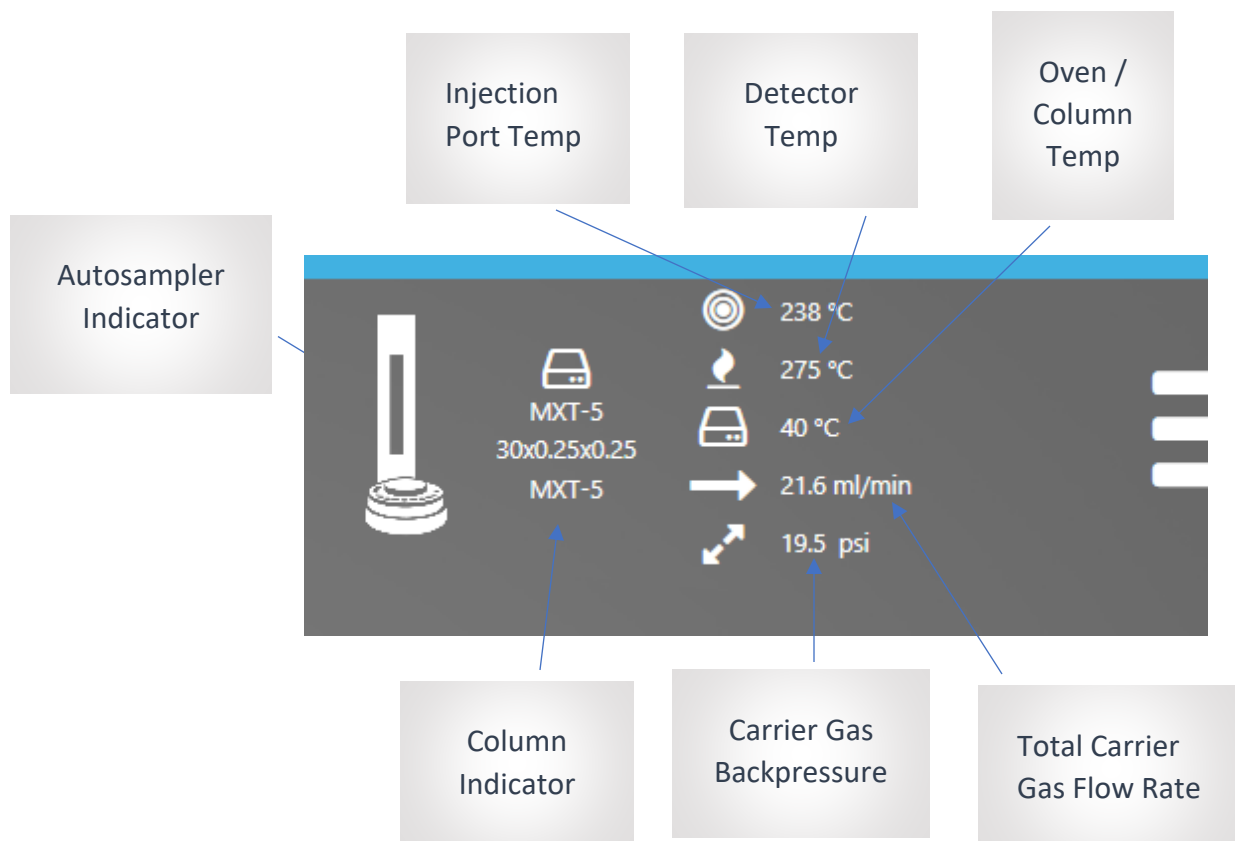 Injection
Port Temp
Detector
Temp
Oven /
Column
Temp
Autosampler
Indicator
238 °C
275 °C
MXT-5
30x0.25x0.25
MXT-5
40 °C
21.6 ml/min
19.5 psi
Column
Indicator
Carrier Gas
Backpressure
Total Carrier
Gas Flow Rate